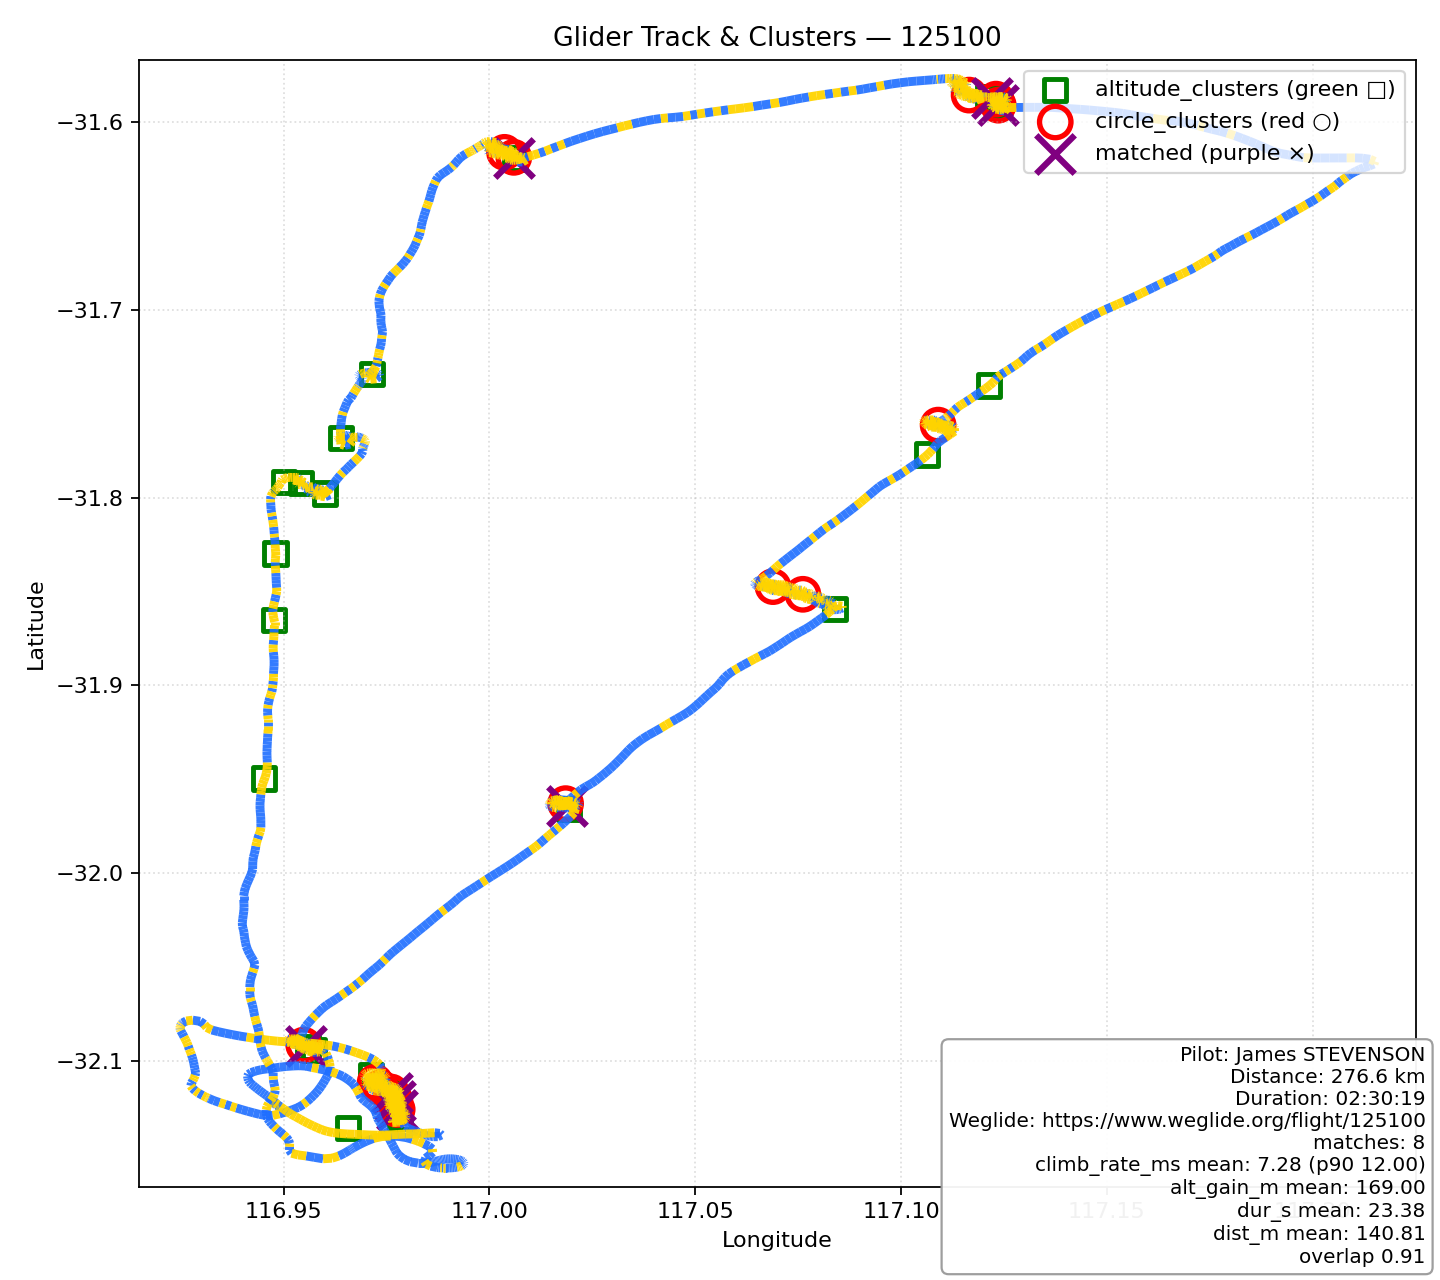 Glider Track & Clusters — 125100
altitude_clusters (green □)
circle_clusters (red ○)
matched (purple ×)
Latitude
−31.6
−31.7
−31.8
−31.9
−32.0
−32.1
116.95
117.00
117.05
117.10
117.15
Longitude
Pilot: James STEVENSON
Distance: 276.6 km
Duration: 02:30:19
Weglide: https://www.weglide.org/flight/125100
matches: 8
climb_rate_ms mean: 7.28 (p90 12.00)
alt_gain_m mean: 169.00
dur_s mean: 23.38
dist_m mean: 140.81
overlap 0.91